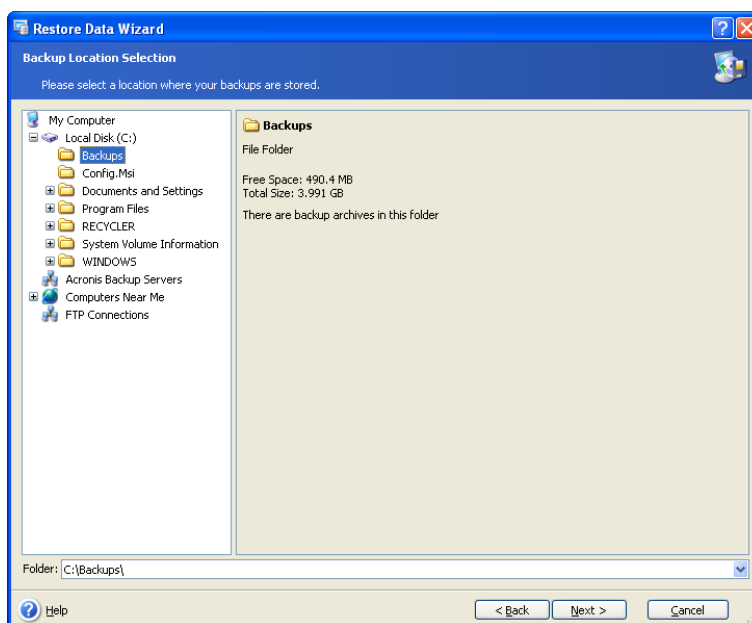 Restore Data Wizard
Backup Location Selection
Please select a location where your backups are stored.
My Computer
Local Disk (C:)
Backups
Config.Msi
Documents and Settings
Program Files
RECYCLER
System Volume Information
WINDOWS
Acronis Backup Servers
Computers Near Me
FTP Connections
Backups
File Folder
Free Space: 490.4 MB
Total Size: 3.991 GB
There are backup archives in this folder
Folder: C:\Backups\
Help
< Back
Next >
Cancel